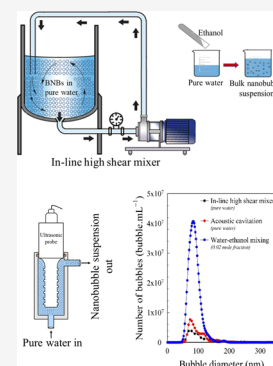 BNBs in
pure water
In-line high shear mixer
Ethanol
Pure water
Bulk nanobubble
suspension
Ultrasonic
probe
Nanobubble suspension
out
Pure water in
Number of bubbles (bubble.mL⁻¹)
5x10⁷
4x10⁷
3x10⁷
2x10⁷
1x10⁷
0
In-line high shear mixer
(pure water)
Acoustic cavitation
(pure water)
Water-ethanol mixing
(0.02 mole fraction)
0 100 200 300
Bubble diameter (nm)